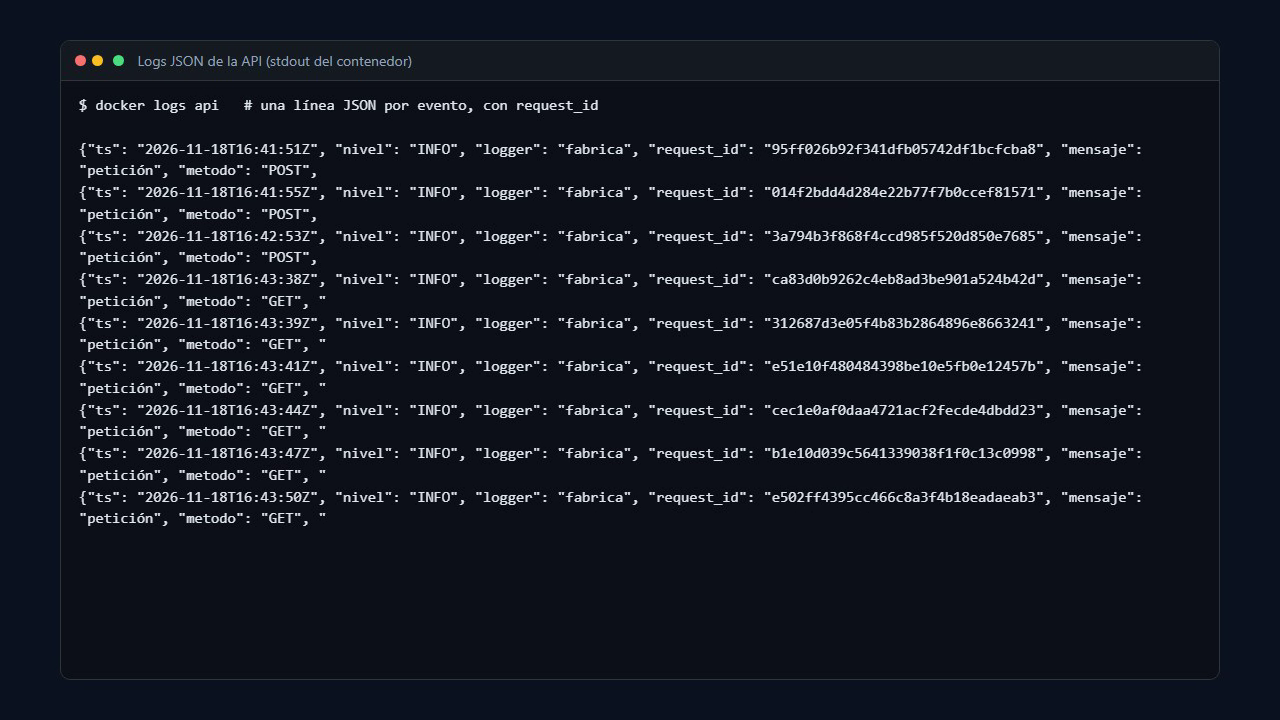 Logs JSON de la API (stdout del contenedor)
$ docker logs api   # una línea JSON por evento, con request_id
{"ts": "2026-11-18T16:41:51Z", "nivel": "INFO", "logger": "fabrica", "request_id": "95ff026b92f341dfb05742df1bcfcba8", "mensaje":
"petición", "metodo": "POST",
{"ts": "2026-11-18T16:41:55Z", "nivel": "INFO", "logger": "fabrica", "request_id": "014f2bdd4d284e22b77f7b0ccef81571", "mensaje":
"petición", "metodo": "POST",
{"ts": "2026-11-18T16:42:53Z", "nivel": "INFO", "logger": "fabrica", "request_id": "3a794b3f868f4ccd985f520d850e7685", "mensaje":
"petición", "metodo": "POST",
{"ts": "2026-11-18T16:43:38Z", "nivel": "INFO", "logger": "fabrica", "request_id": "ca83d0b9262c4eb8ad3be901a524b42d", "mensaje":
"petición", "metodo": "GET", "
{"ts": "2026-11-18T16:43:39Z", "nivel": "INFO", "logger": "fabrica", "request_id": "312687d3e05f4b83b2864896e8663241", "mensaje":
"petición", "metodo": "GET", "
{"ts": "2026-11-18T16:43:41Z", "nivel": "INFO", "logger": "fabrica", "request_id": "e51e10f480484398be10e5fb0e12457b", "mensaje":
"petición", "metodo": "GET", "
{"ts": "2026-11-18T16:43:44Z", "nivel": "INFO", "logger": "fabrica", "request_id": "cec1e0af0daa4721acf2fecde4dbdd23", "mensaje":
"petición", "metodo": "GET", "
{"ts": "2026-11-18T16:43:47Z", "nivel": "INFO", "logger": "fabrica", "request_id": "b1e10d039c5641339038f1f0c13c0998", "mensaje":
"petición", "metodo": "GET", "
{"ts": "2026-11-18T16:43:50Z", "nivel": "INFO", "logger": "fabrica", "request_id": "e502ff4395cc466c8a3f4b18eadaeab3", "mensaje":
"petición", "metodo": "GET", "